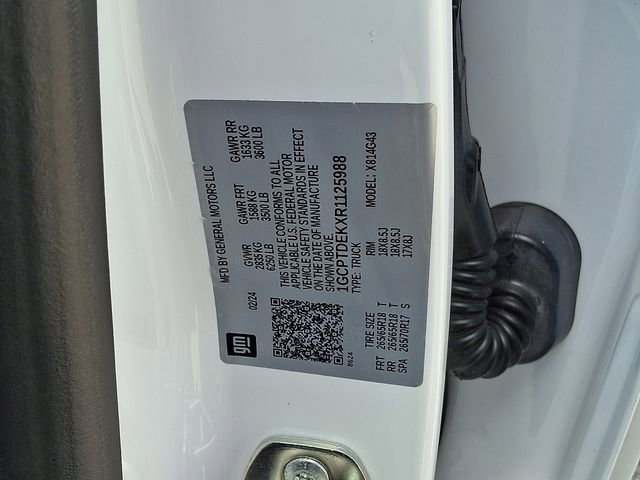 gm
MFD BY GENERAL MOTORS LLC
02/24
GVWR
2835 KG
6250 LB
GAWR FRT
1588 KG
3500 LB
GAWR RR
1633 KG
3600 LB
THIS VEHICLE CONFORMS TO ALL
APPLICABLE U.S. FEDERAL MOTOR
VEHICLE SAFETY STANDARDS IN EFFECT
ON THE DATE OF MANUFACTURE
SHOWN ABOVE.
1GCPTDEKXR1125988
TYPE: TRUCK MODEL: X814G43
8624
TIRE SIZE RIM
FRT 265/65R18 T 18X8.5J
RR 265/65R18 T 18X8.5J
SPA 265/70R17 S 17X8J